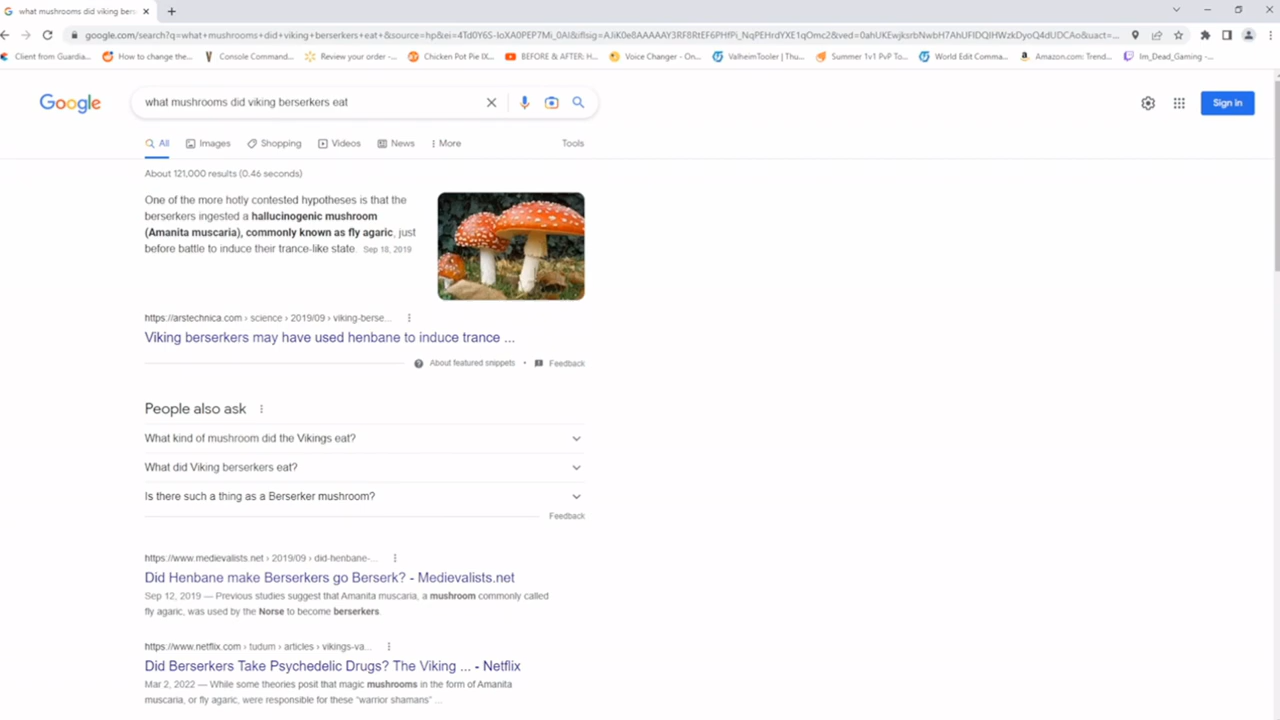 what mushrooms did viking ber
google.com/search?q=what+mushrooms+did+viking+berserkers+eat+&source=hp&ei=
Client from Guardia...
How to change the...
Console Command...
Review your order -...
Chicken Pot Pie IX...
BEFORE & AFTER: H...
Voice Changer - On...
ValheimTooler | Thu...
Summer 1v1 PvP To...
World Edit Comma...
Amazon.com: Trend...
Im_Dead_Gaming -...
Google
what mushrooms did viking berserkers eat
Sign in
All
Images
Shopping
Videos
News
More
Tools
About 121,000 results (0.46 seconds)
One of the more hotly contested hypotheses is that the
berserkers ingested a hallucinogenic mushroom
(Amanita muscaria), commonly known as fly agaric, just
before battle to induce their trance-like state. Sep 18, 2019
https://arstechnica.com › science › 2019/09 › viking-berse...
Viking berserkers may have used henbane to induce trance ...
About featured snippets • Feedback
People also ask
What kind of mushroom did the Vikings eat?
What did Viking berserkers eat?
Is there such a thing as a Berserker mushroom?
Feedback
https://www.medievalists.net › 2019/09 › did-henbane-...
Did Henbane make Berserkers go Berserk? - Medievalists.net
Sep 12, 2019 — Previous studies suggest that Amanita muscaria, a mushroom commonly called
fly agaric, was used by the Norse to become berserkers.
https://www.netflix.com › tudum › articles › vikings-va...
Did Berserkers Take Psychedelic Drugs? The Viking ... - Netflix
Mar 2, 2022 — While some theories posit that magic mushrooms in the form of Amanita
muscaria, or fly agaric, were responsible for these “warrior shamans” ...